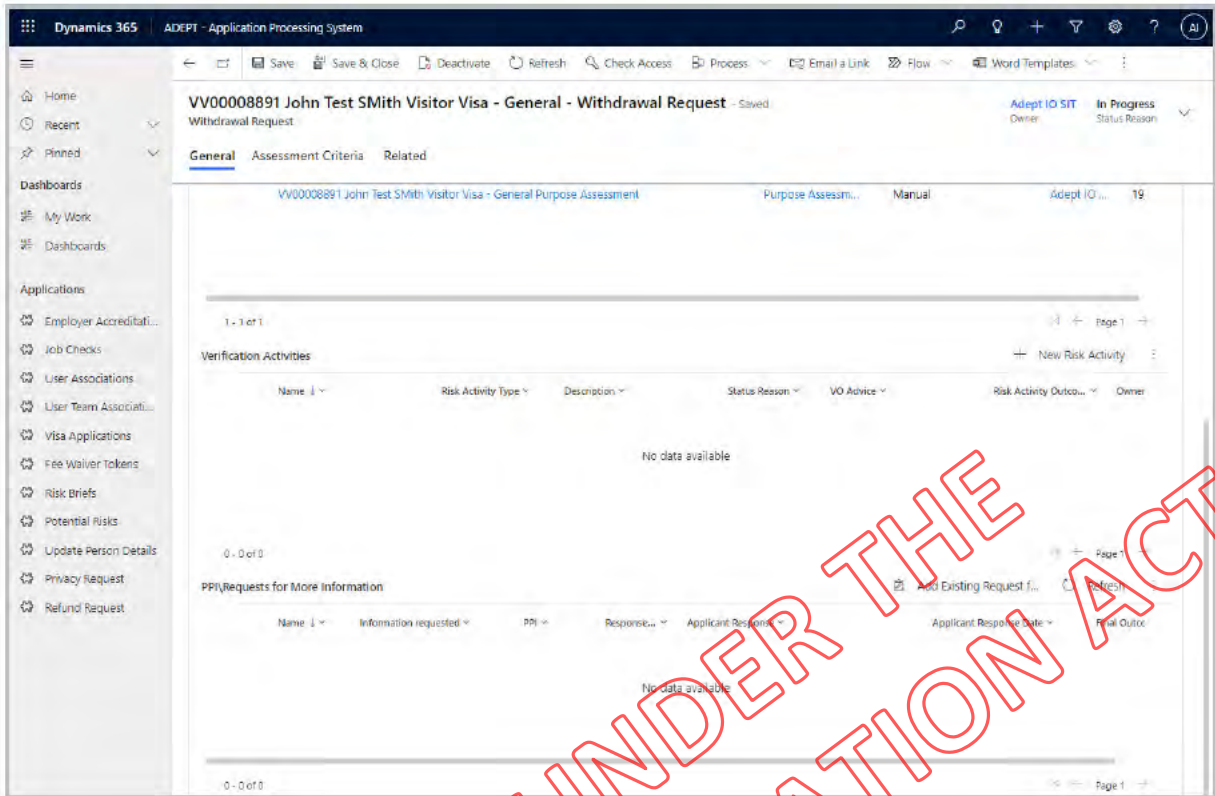 Dynamics 365 ADEPT - Application Processing System AI
Save Save & Close Deactivate Refresh Check Access Process Email a Link Flow Word Templates
Home
Recent
Pinned
Dashboards
My Work
Dashboards
Applications
Employer Accreditati...
Job Checks
User Associations
User Team Associati...
Visa Applications
Fee Waiver Tokens
Risk Briefs
Potential Risks
Update Person Details
Privacy Request
Refund Request
VV00008891 John Test SMith Visitor Visa - General - Withdrawal Request - Saved
Withdrawal Request
Adept IO SIT In Progress
Owner Status Reason
General Assessment Criteria Related
VV00008891 John Test SMith Visitor Visa - General Purpose Assessment Purpose Assessm... Manual Adept IO ... 19
1 - 1 of 1 Page 1
Verification Activities New Risk Activity
Name Risk Activity Type Description Status Reason VO Advice Risk Activity Outco... Owner
No data available
0 - 0 of 0 Page 1
PPI\Requests for More Information Add Existing Request f... Refresh
Name Information requested PPI Response... Applicant Response Applicant Response Date Final Outco
No data available
0 - 0 of 0 Page 1
UNDER THE
ATION ACT